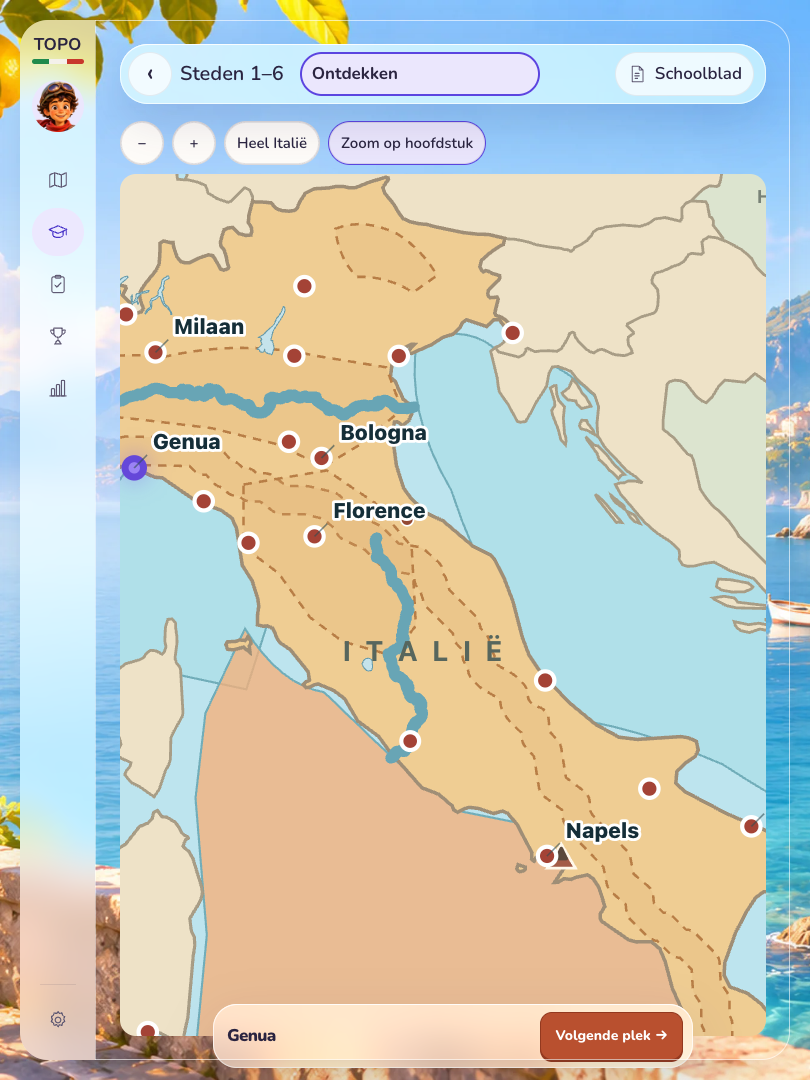 TOPO
‹ Steden 1–6 Ontdekken Schoolblad
− + Heel Italië Zoom op hoofdstuk
H
Milaan
Bologna
Genua
Florence
ITALIË
Napels
Genua Volgende plek →